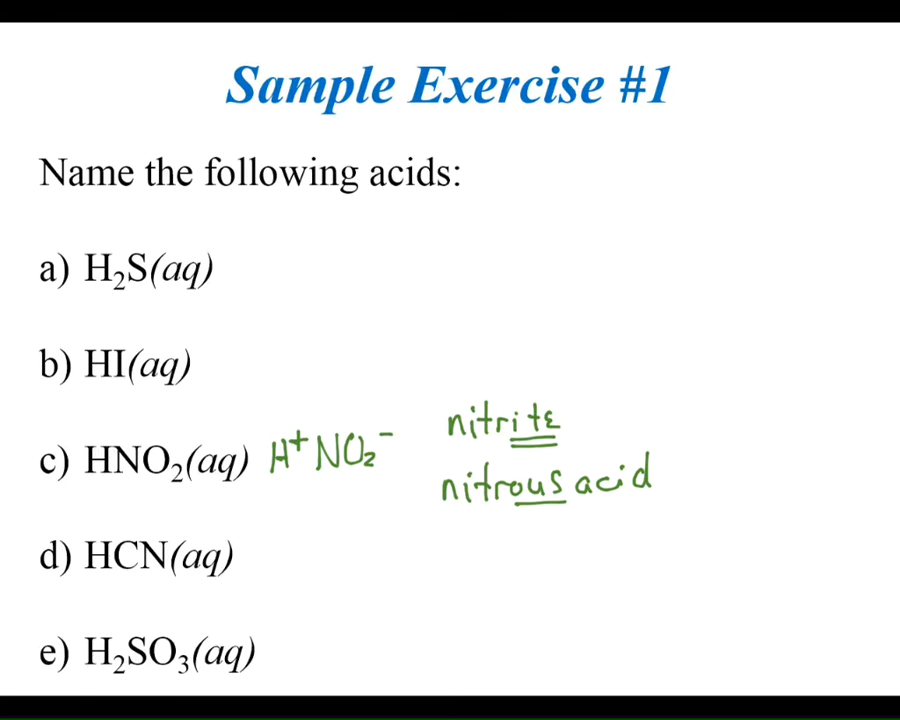 Sample Exercise #1
Name the following acids:
a) H₂S(aq)
b) HI(aq)
c) HNO₂(aq) H⁺ NO₂⁻ nitrite
nitrous acid
d) HCN(aq)
e) H₂SO₃(aq)